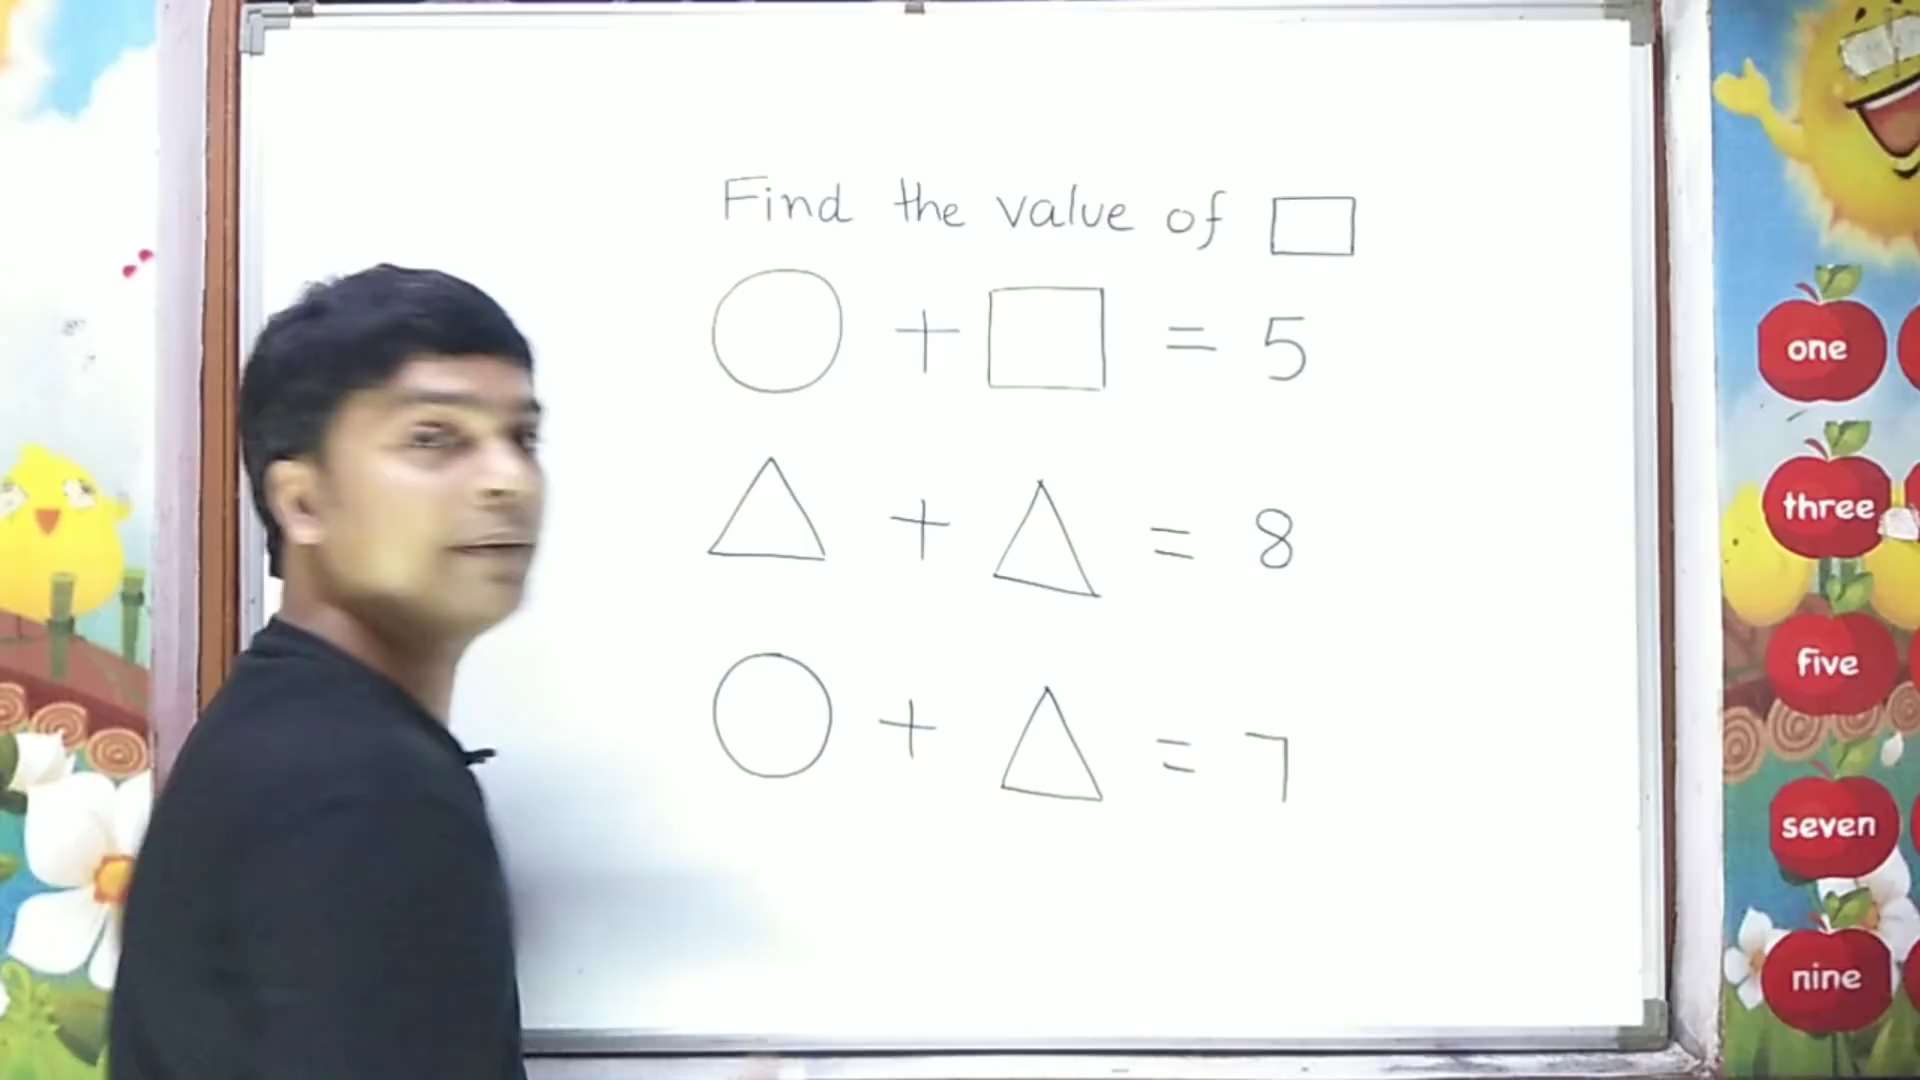 Find the value of □
○ + □ = 5
△ + △ = 8
○ + △ = 7
one
three
five
seven
nine